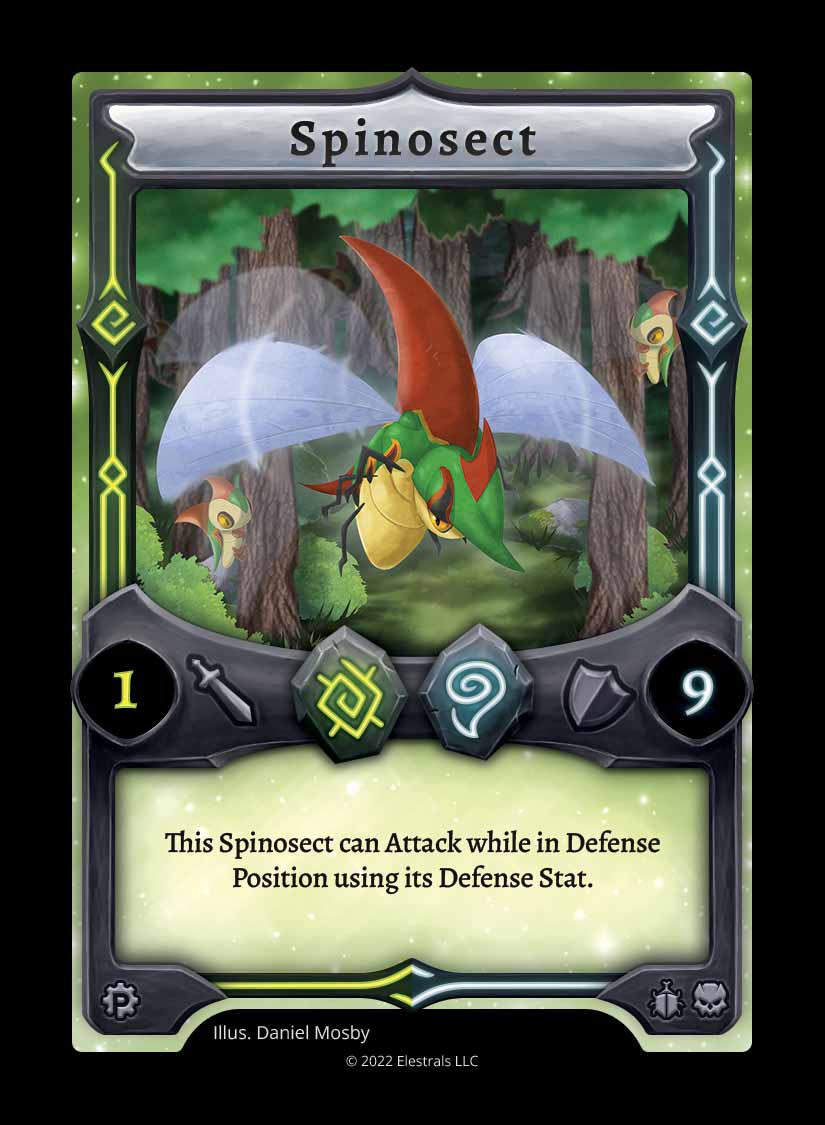 Spinosect
1
9
This Spinosect can Attack while in Defense
Position using its Defense Stat.
P
Illus. Daniel Mosby
© 2022 Elestrals LLC